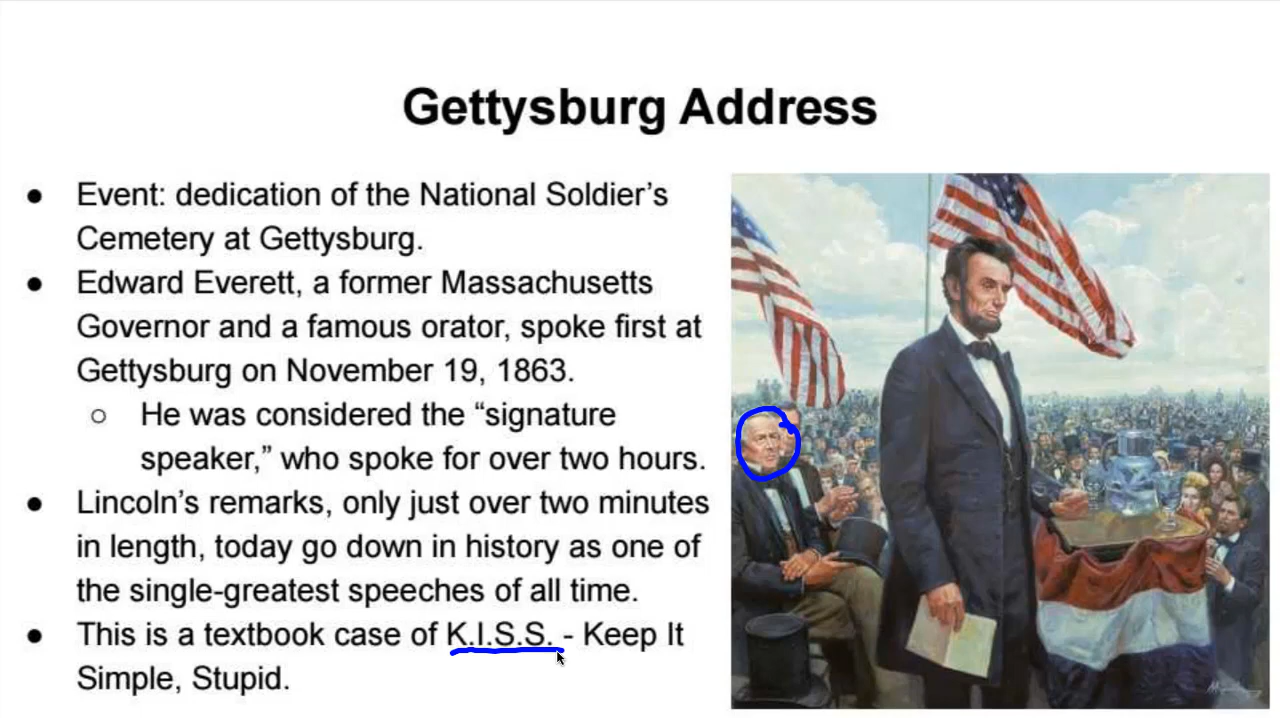 Gettysburg Address
● Event: dedication of the National Soldier’s
Cemetery at Gettysburg.
● Edward Everett, a former Massachusetts
Governor and a famous orator, spoke first at
Gettysburg on November 19, 1863.
○ He was considered the “signature
speaker,” who spoke for over two hours.
● Lincoln’s remarks, only just over two minutes
in length, today go down in history as one of
the single-greatest speeches of all time.
● This is a textbook case of K.I.S.S. - Keep It
Simple, Stupid.